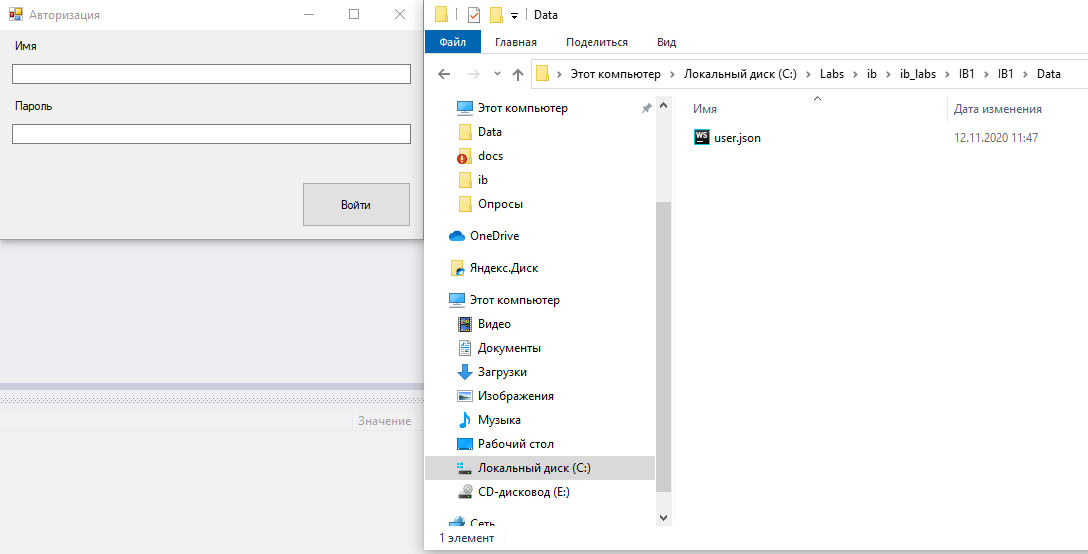 Авторизация
Имя
Пароль
Войти
Значение
Data
Файл Главная Поделиться Вид
Этот компьютер Локальный диск (C:) Labs ib ib_labs IB1 IB1 Data
Этот компьютер
Data
docs
ib
Опросы
OneDrive
Яндекс.Диск
Этот компьютер
Видео
Документы
Загрузки
Изображения
Музыка
Рабочий стол
Локальный диск (C:)
CD-дисковод (E:)
Сеть
Имя Дата изменения
WS user.json 12.11.2020 11:47
1 элемент